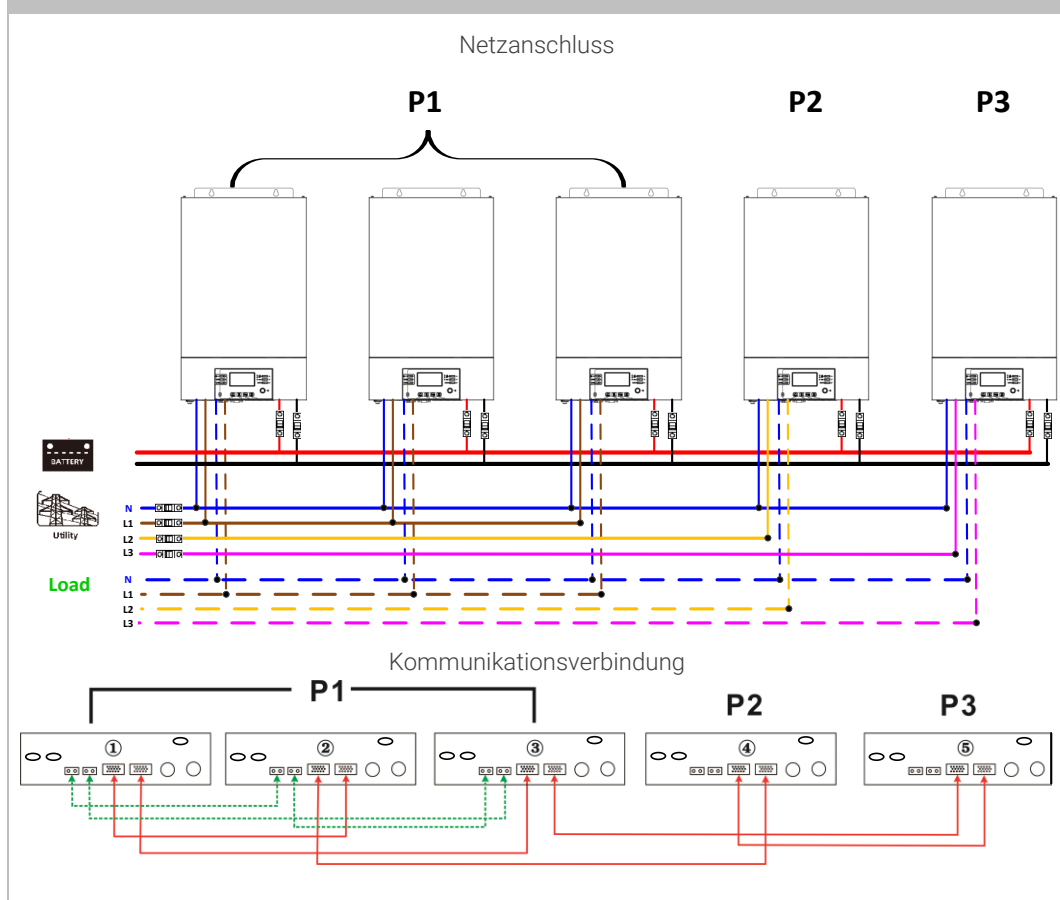 Netzanschluss
P1 P2 P3
BATTERY
Utility
N
L1
L2
L3
Load
N
L1
L2
L3
Kommunikationsverbindung
P1 P2 P3
① ② ③ ④ ⑤